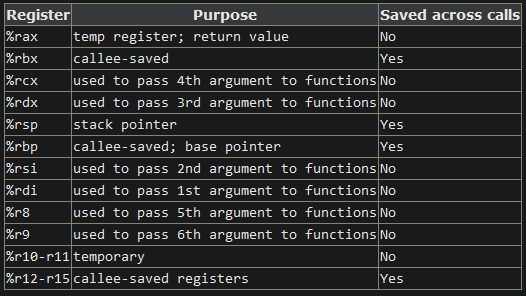 Register Purpose Saved across calls
%rax temp register; return value No
%rbx callee-saved Yes
%rcx used to pass 4th argument to functions No
%rdx used to pass 3rd argument to functions No
%rsp stack pointer Yes
%rbp callee-saved; base pointer Yes
%rsi used to pass 2nd argument to functions No
%rdi used to pass 1st argument to functions No
%r8 used to pass 5th argument to functions No
%r9 used to pass 6th argument to functions No
%r10-r11 temporary No
%r12-r15 callee-saved registers Yes